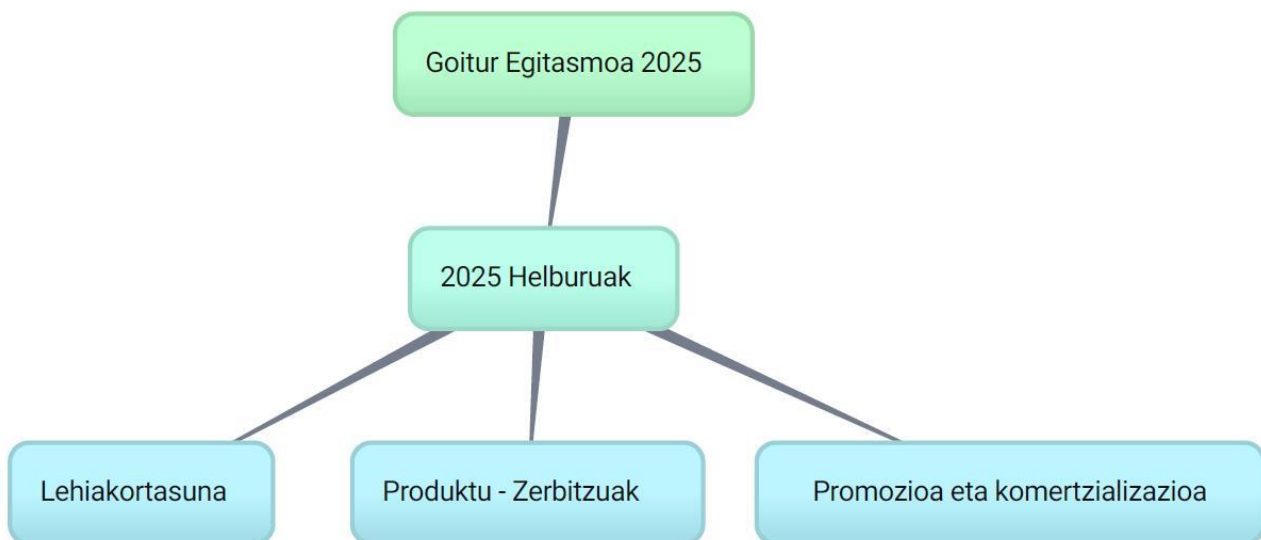 Goitur Egitasmoa 2025
2025 Helburuak
Lehiakortasuna
Produktu - Zerbitzuak
Promozioa eta komertzializazioa